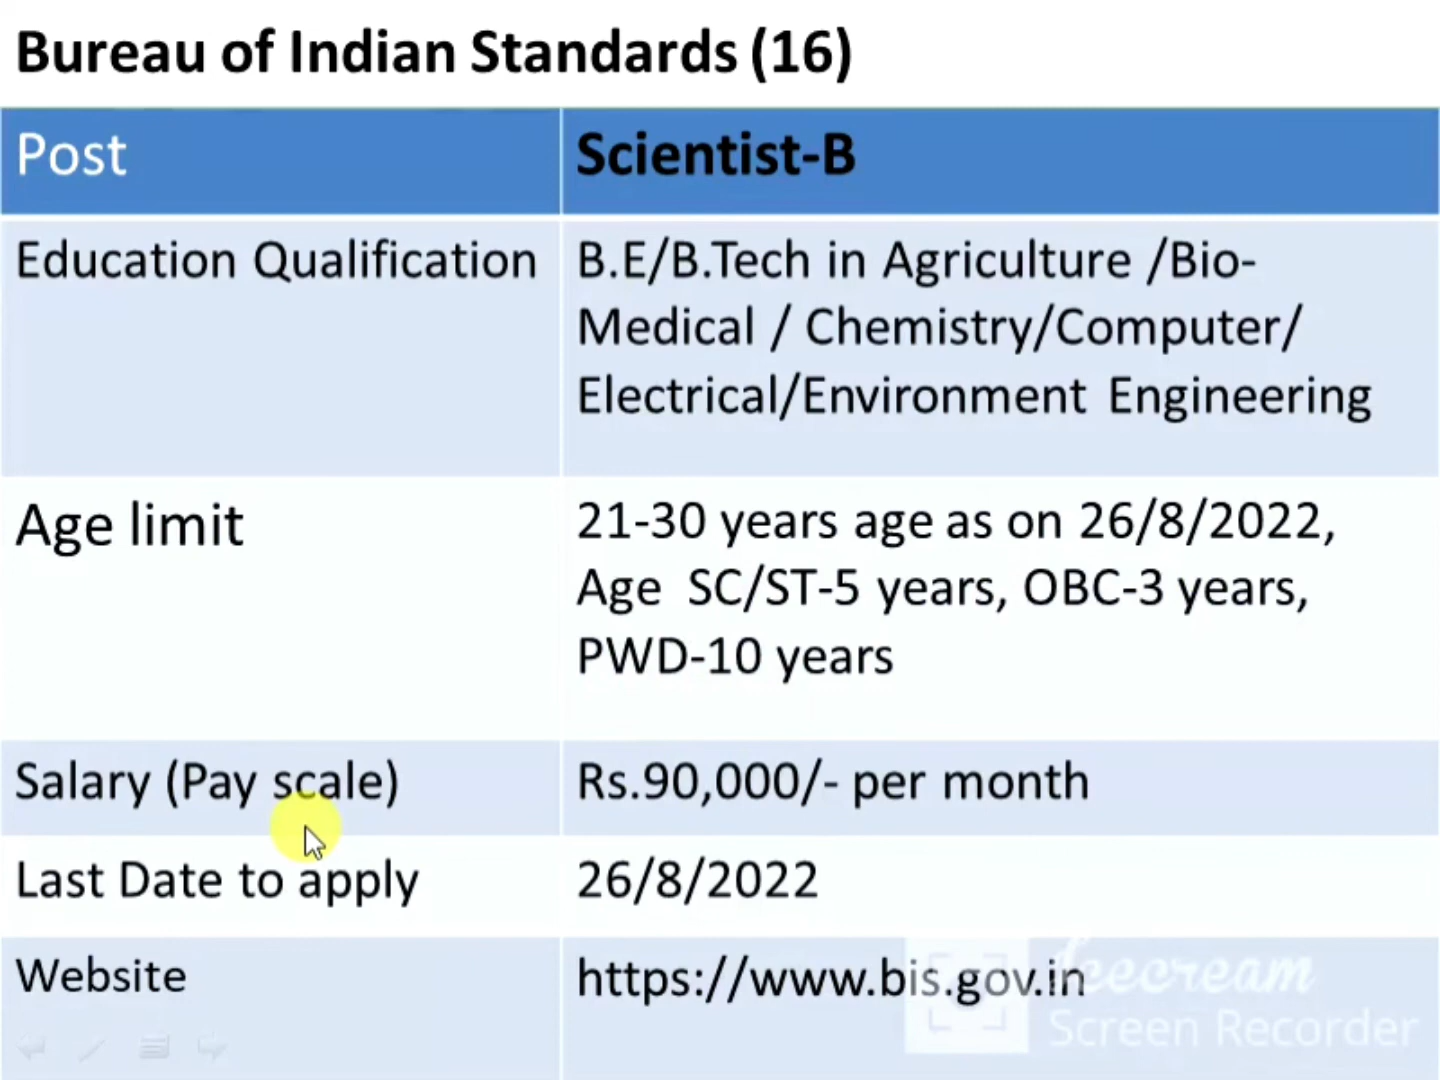 Bureau of Indian Standards (16)
Post
Scientist-B
Education Qualification
B.E/B.Tech in Agriculture /Bio-
Medical / Chemistry/Computer/
Electrical/Environment Engineering
Age limit
21-30 years age as on 26/8/2022,
Age SC/ST-5 years, OBC-3 years,
PWD-10 years
Salary (Pay scale)
Rs.90,000/- per month
Last Date to apply
26/8/2022
Website
https://www.bis.gov.in
Icecream
Screen Recorder